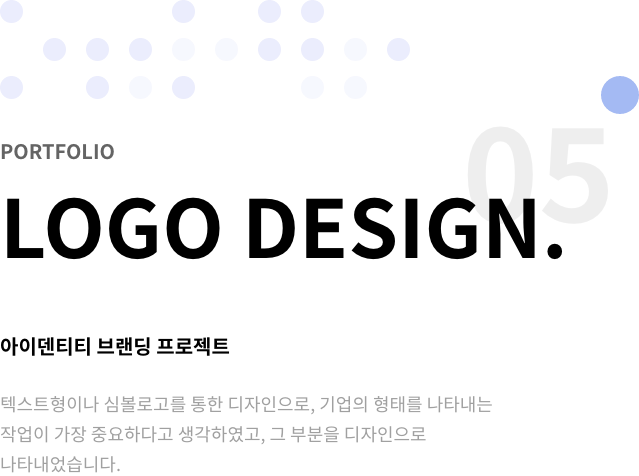 05
PORTFOLIO
LOGO DESIGN.
아이덴티티 브랜딩 프로젝트
텍스트형이나 심볼로고를 통한 디자인으로, 기업의 형태를 나타내는
작업이 가장 중요하다고 생각하였고, 그 부분을 디자인으로
나타내었습니다.